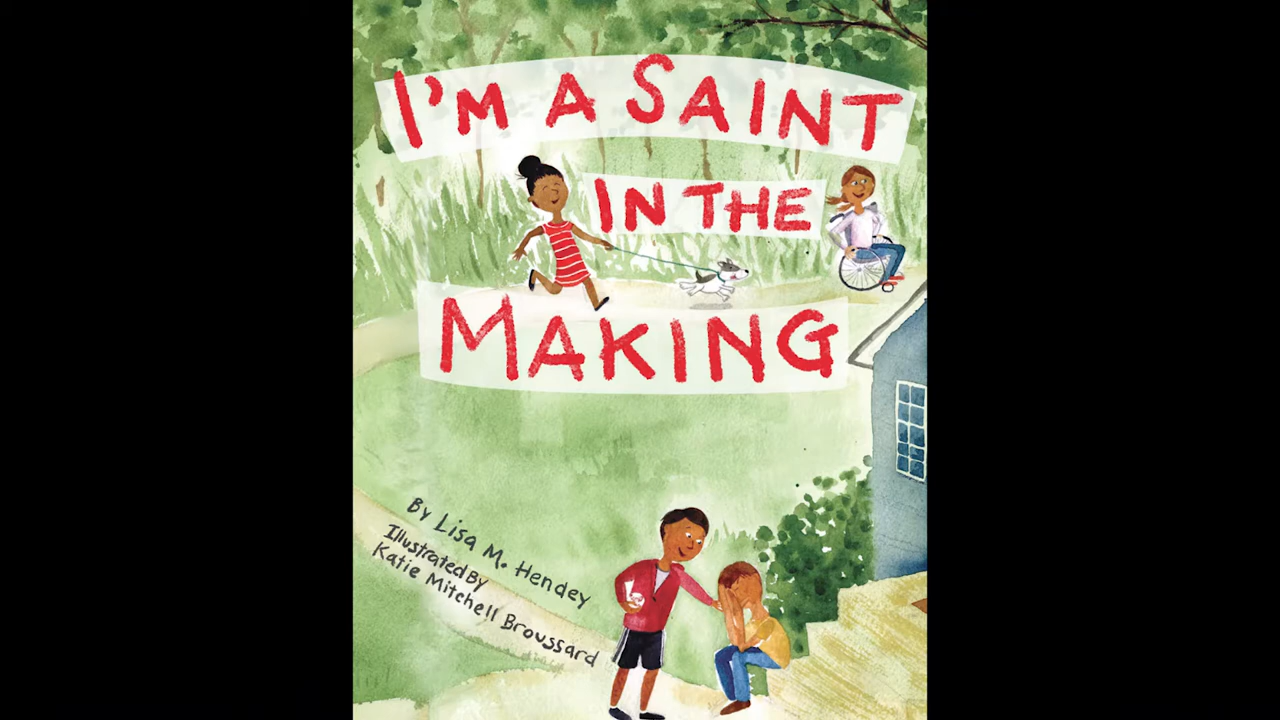 I'M A SAINT
IN THE
MAKING
By Lisa M. Hendey
Illustrated By
Katie Mitchell Broussard